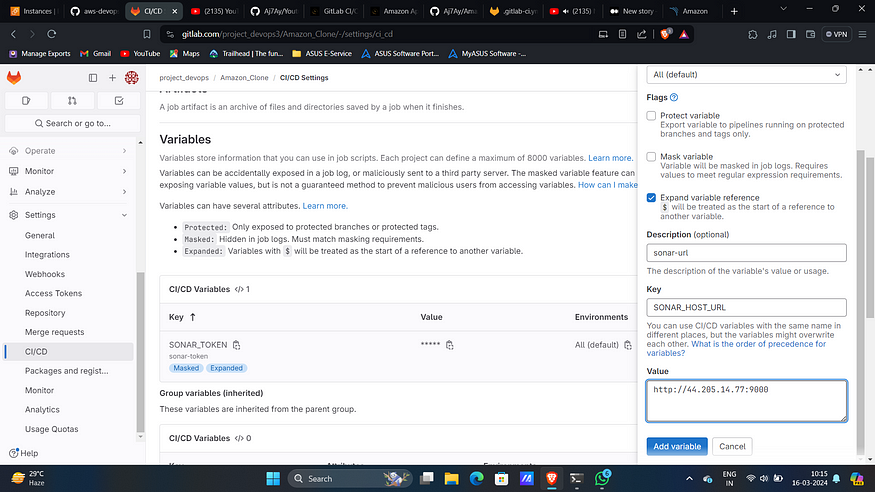 Instances |
aws-devop
CI/CD
(2135) You
Aj7Ay/You
GitLab CI/C
Amazon Ap
Aj7Ay/Ama
.gitlab-ci.yn
(2135) I
New story
Amazon
gitlab.com/project_devops3/Amazon_Clone/-/settings/ci_cd
VPN
Manage Exports
Gmail
YouTube
Maps
Trailhead | The fun...
ASUS E-Service
ASUS Software Port...
MyASUS Software -...
project_devops / Amazon_Clone / CI/CD Settings
Search or go to...
Operate
Monitor
Analyze
Settings
General
Integrations
Webhooks
Access Tokens
Repository
Merge requests
CI/CD
Packages and regist...
Monitor
Analytics
Usage Quotas
Help
Artifacts
A job artifact is an archive of files and directories saved by a job when it finishes.
Variables
Variables store information that you can use in job scripts. Each project can define a maximum of 8000 variables. Learn more.
Variables can be accidentally exposed in a job log, or maliciously sent to a third party server. The masked variable feature can
exposing variable values, but is not a guaranteed method to prevent malicious users from accessing variables. How can I make
Variables can have several attributes. Learn more.
Protected: Only exposed to protected branches or protected tags.
Masked: Hidden in job logs. Must match masking requirements.
Expanded: Variables with $ will be treated as the start of a reference to another variable.
CI/CD Variables </> 1
Key ↑ Value Environments
SONAR_TOKEN ***** All (default)
sonar-token
Masked Expanded
Group variables (inherited)
These variables are inherited from the parent group.
CI/CD Variables </> 0
Key Attributes Environments
All (default)
Flags
Protect variable
Export variable to pipelines running on protected
branches and tags only.
Mask variable
Variable will be masked in job logs. Requires
values to meet regular expression requirements.
Expand variable reference
$ will be treated as the start of a reference to
another variable.
Description (optional)
sonar-url
The description of the variable's value or usage.
Key
SONAR_HOST_URL
You can use CI/CD variables with the same name in
different places, but the variables might overwrite
each other. What is the order of precedence for
variables?
Value
http://44.205.14.77:9000
Add variable
Cancel
29°C
Haze
Search
ENG
IN
10:15
16-03-2024